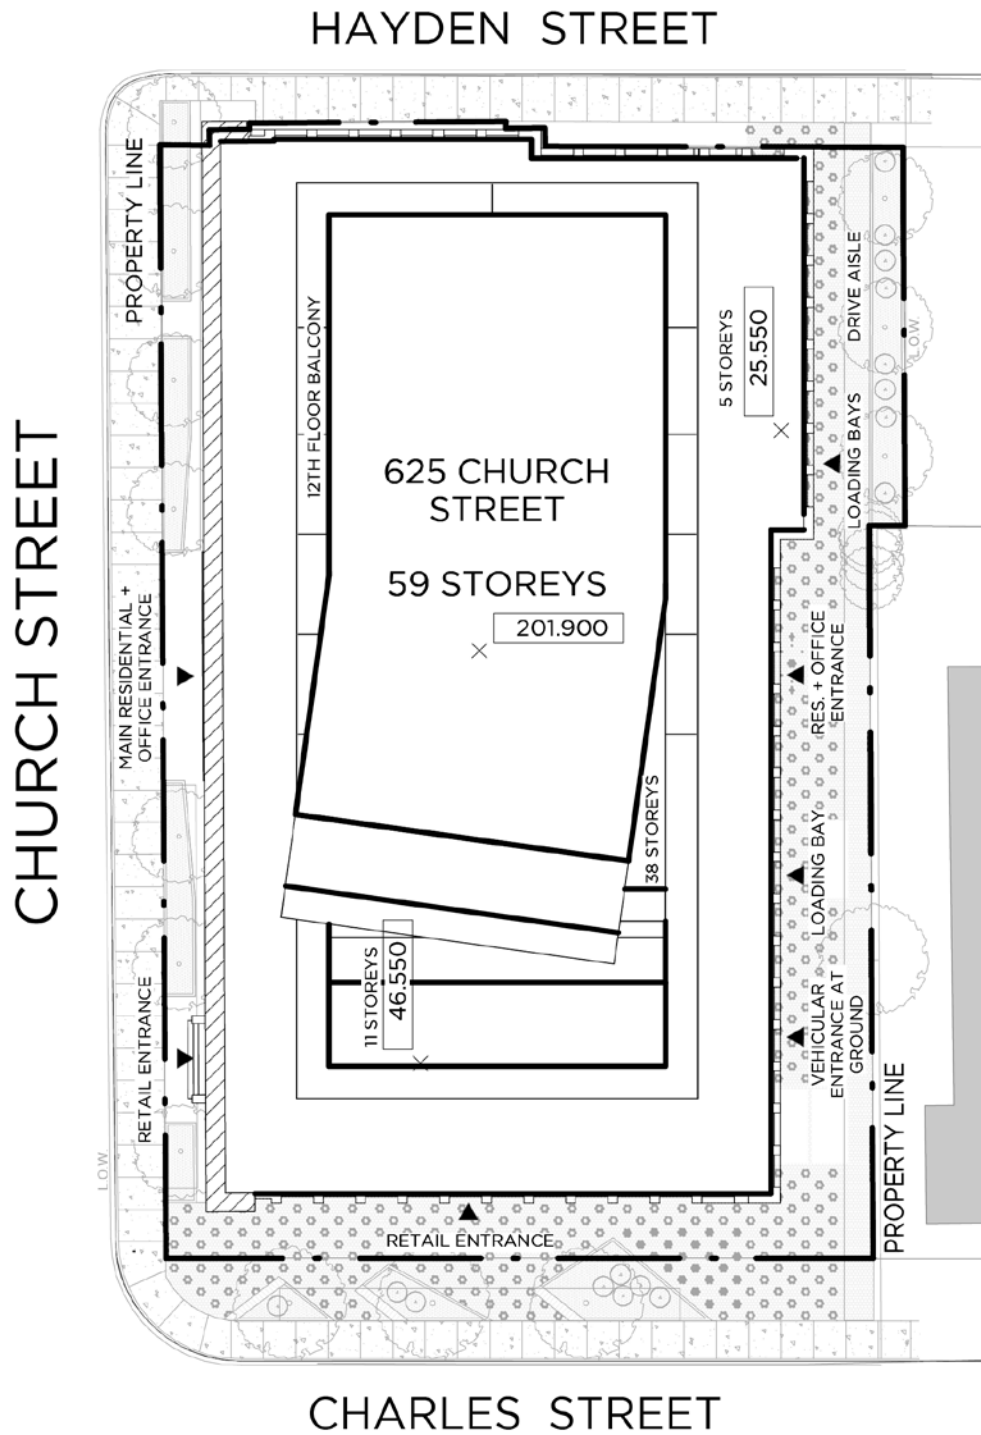 HAYDEN STREET
PROPERTY LINE
12TH FLOOR BALCONY
5 STOREYS
25.550
DRIVE AISLE
LOW
LOADING BAYS
625 CHURCH
STREET
59 STOREYS
201.900
CHURCH STREET
MAIN RESIDENTIAL +
OFFICE ENTRANCE
RES. + OFFICE
ENTRANCE
38 STOREYS
LOADING BAY
11 STOREYS
46.550
VEHICULAR
ENTRANCE AT
GROUND
RETAIL ENTRANCE
LOW
PROPERTY LINE
RETAIL ENTRANCE
CHARLES STREET